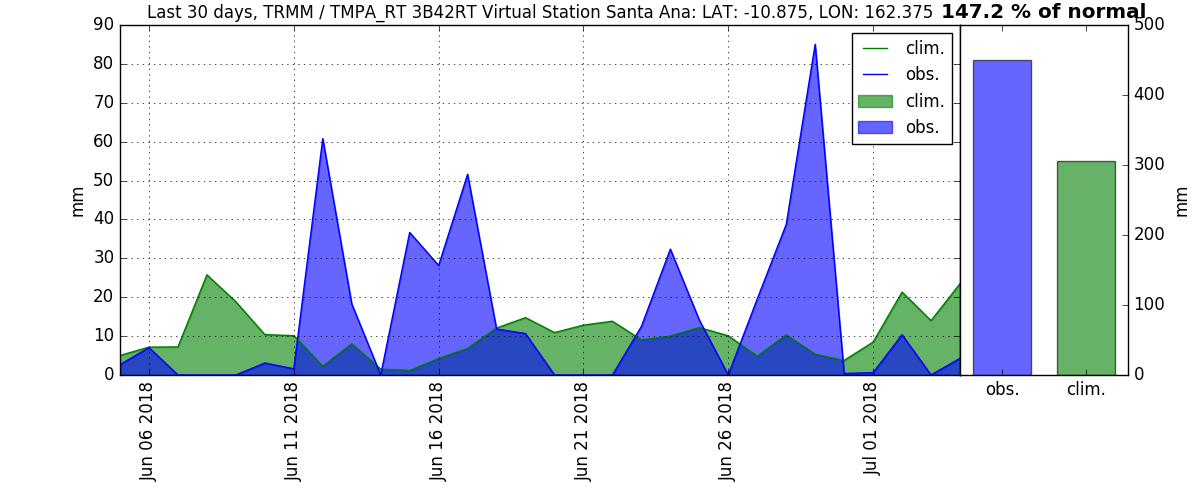 Last 30 days, TRMM / TMPA_RT 3B42RT Virtual Station Santa Ana: LAT: -10.875, LON: 162.375 147.2 % of normal
90
80
70
60
50
40
30
20
10
0
mm
clim.
obs.
clim.
obs.
Jun 06 2018
Jun 11 2018
Jun 16 2018
Jun 21 2018
Jun 26 2018
Jul 01 2018
500
400
300
200
100
0
mm
obs.
clim.